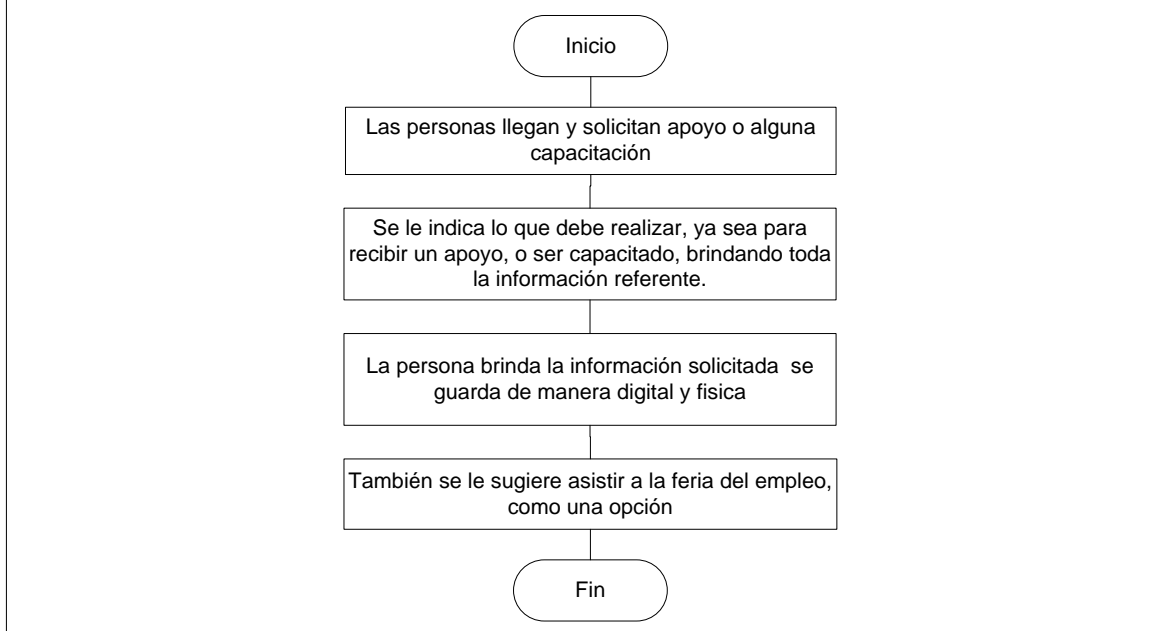 Inicio
Las personas llegan y solicitan apoyo o alguna
capacitación
Se le indica lo que debe realizar, ya sea para
recibir un apoyo, o ser capacitado, brindando toda
la información referente.
La persona brinda la información solicitada  se
guarda de manera digital y fisica
También se le sugiere asistir a la feria del empleo,
como una opción
Fin